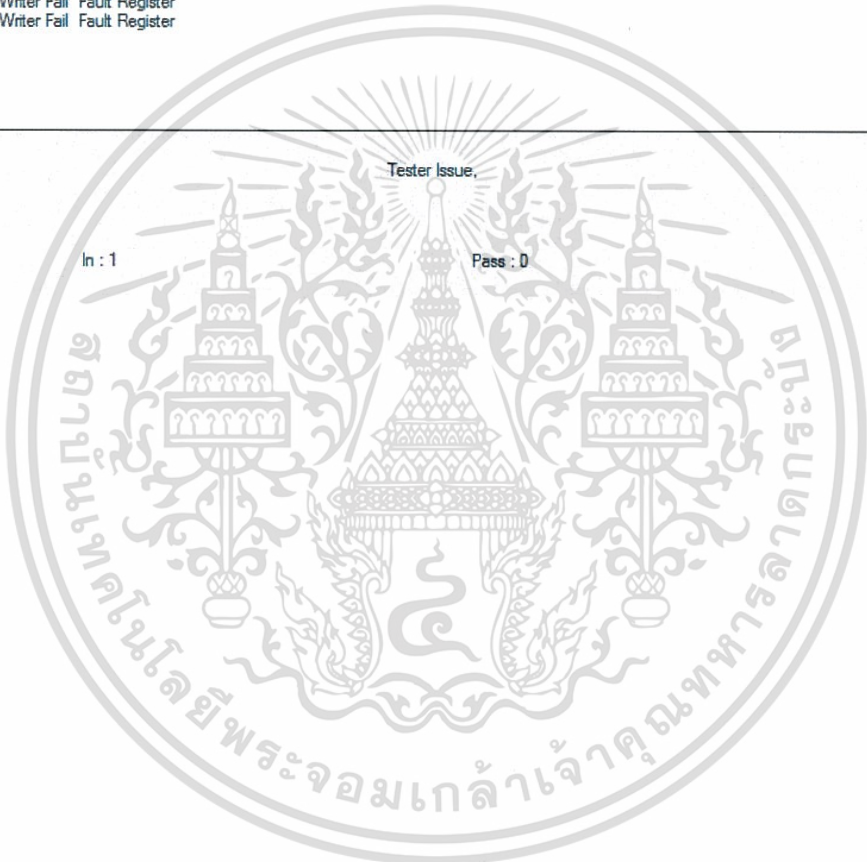 Writer Fail Fault Register
Writer Fail Fault Register
Tester Issue,
In : 1
Pass : 0
สถาบันเทคโนโลยีพระจอมเกล้าเจ้าคุณทหารลาดกระบัง